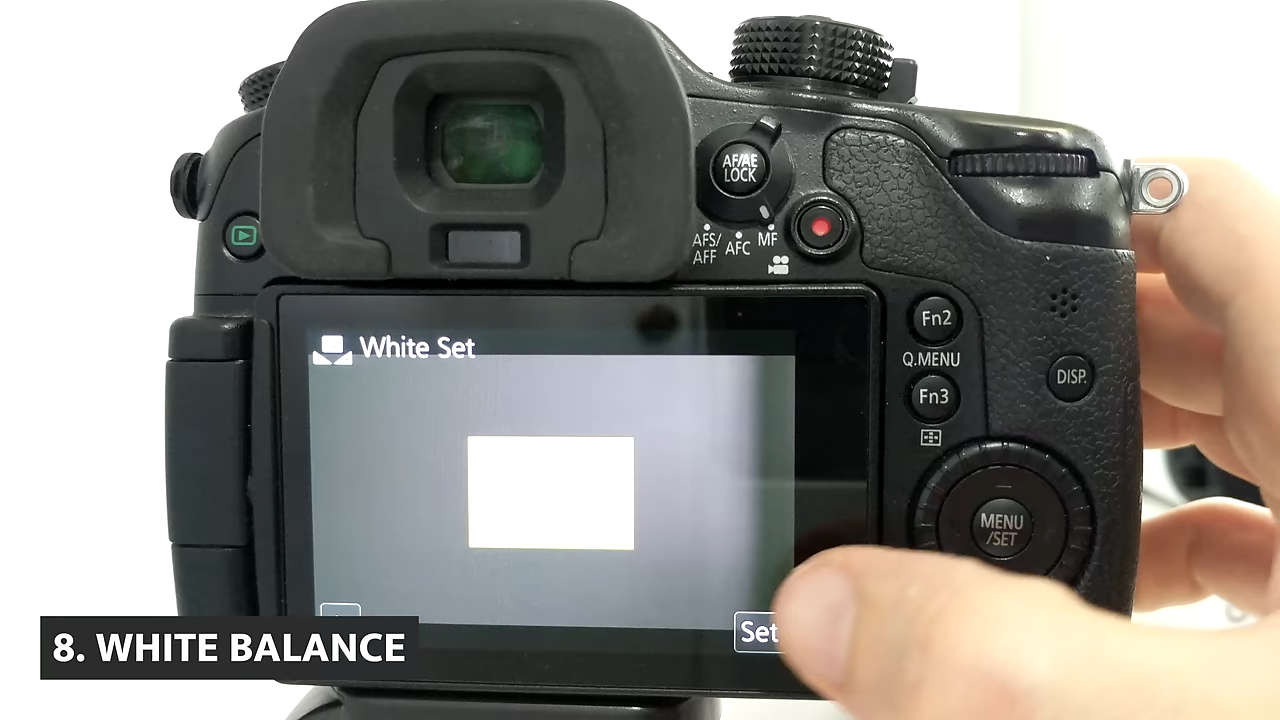 AF/AE
LOCK
AFS/
AFF
AFC
MF
Fn2
Q.MENU
Fn3
DISP.
MENU
/SET
White Set
Set
8. WHITE BALANCE